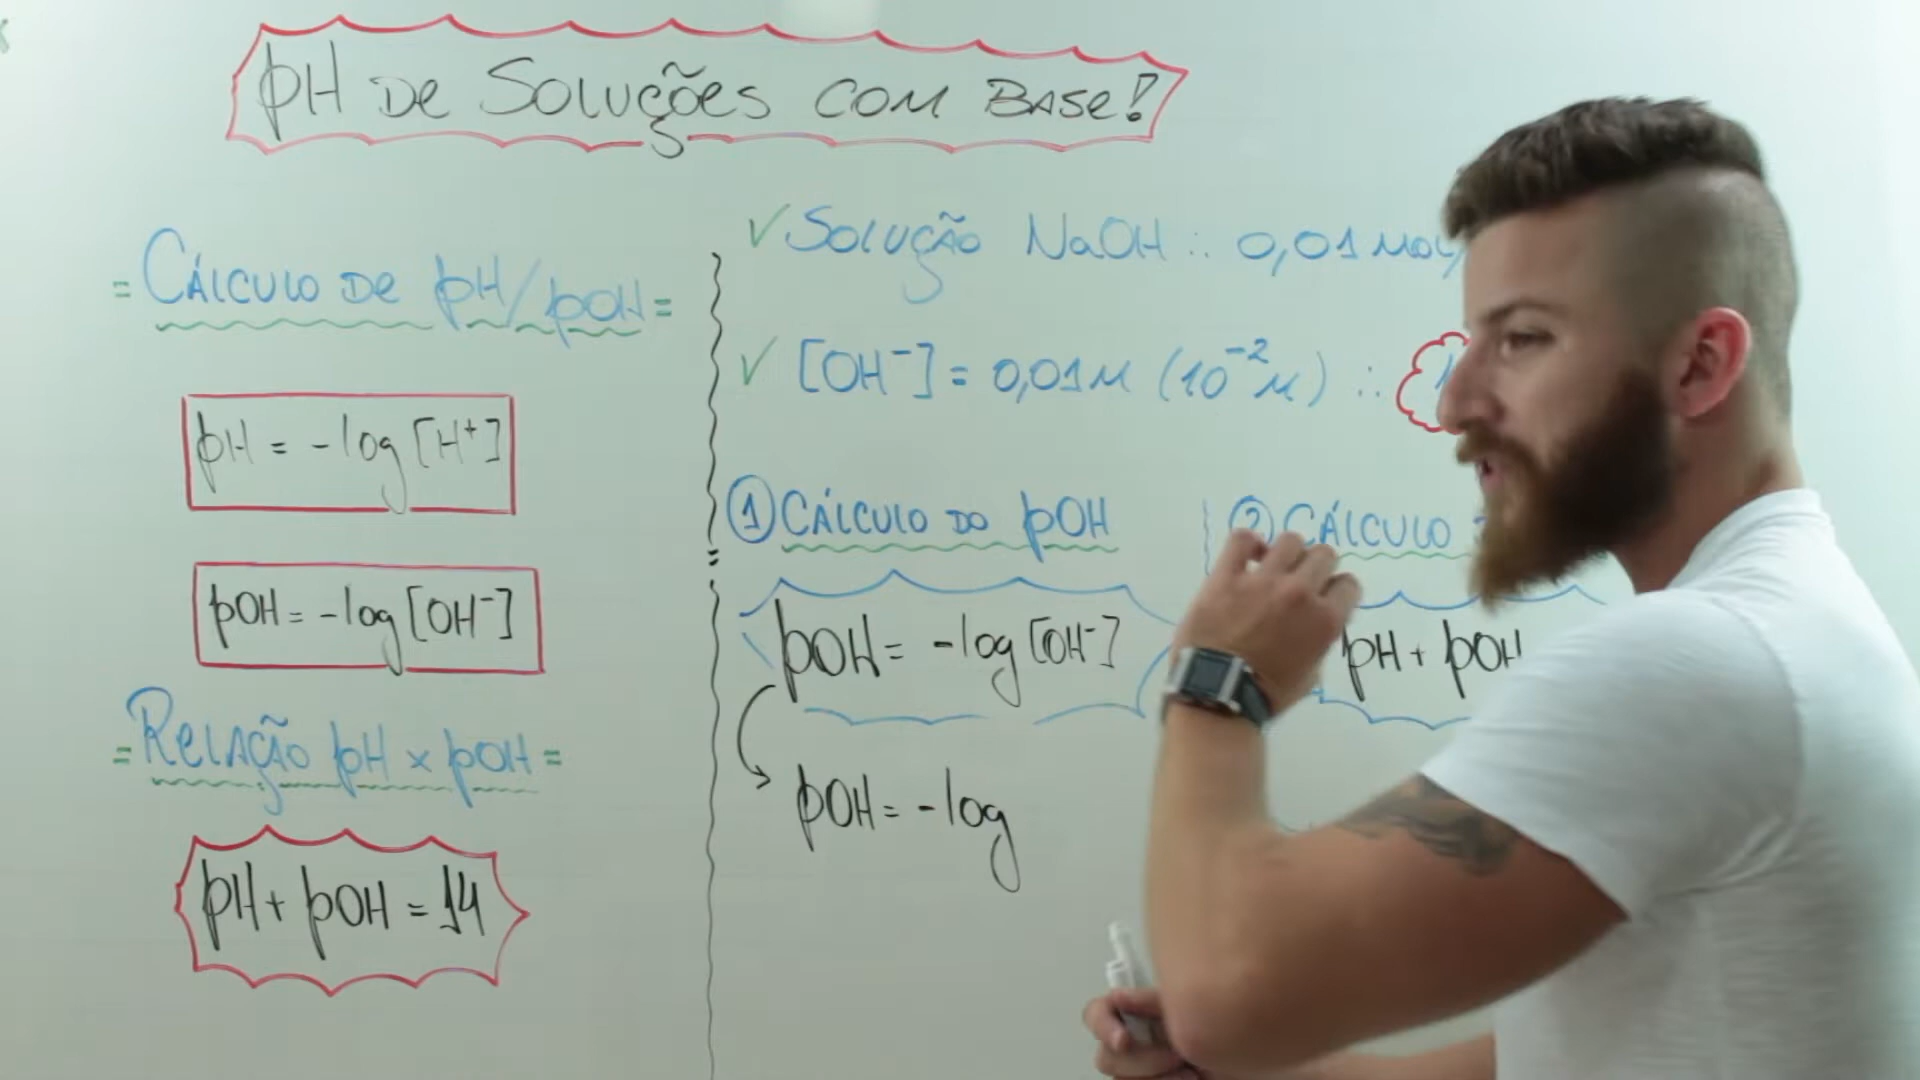 pH DE SOLUÇÕES COM BASE!
= CÁLCULO DE pH/pOH =
pH = -log [H⁺]
pOH = -log [OH⁻]
= RELAÇÃO pH x pOH =
pH + pOH = 14
✓ SOLUÇÃO NaOH ∴ 0,01 MOL/
✓ [OH⁻] = 0,01M (10⁻²M) ∴
① CÁLCULO DO pOH
pOH = -log [OH⁻]
pOH = -log
② CÁLCULO
pH + pOH